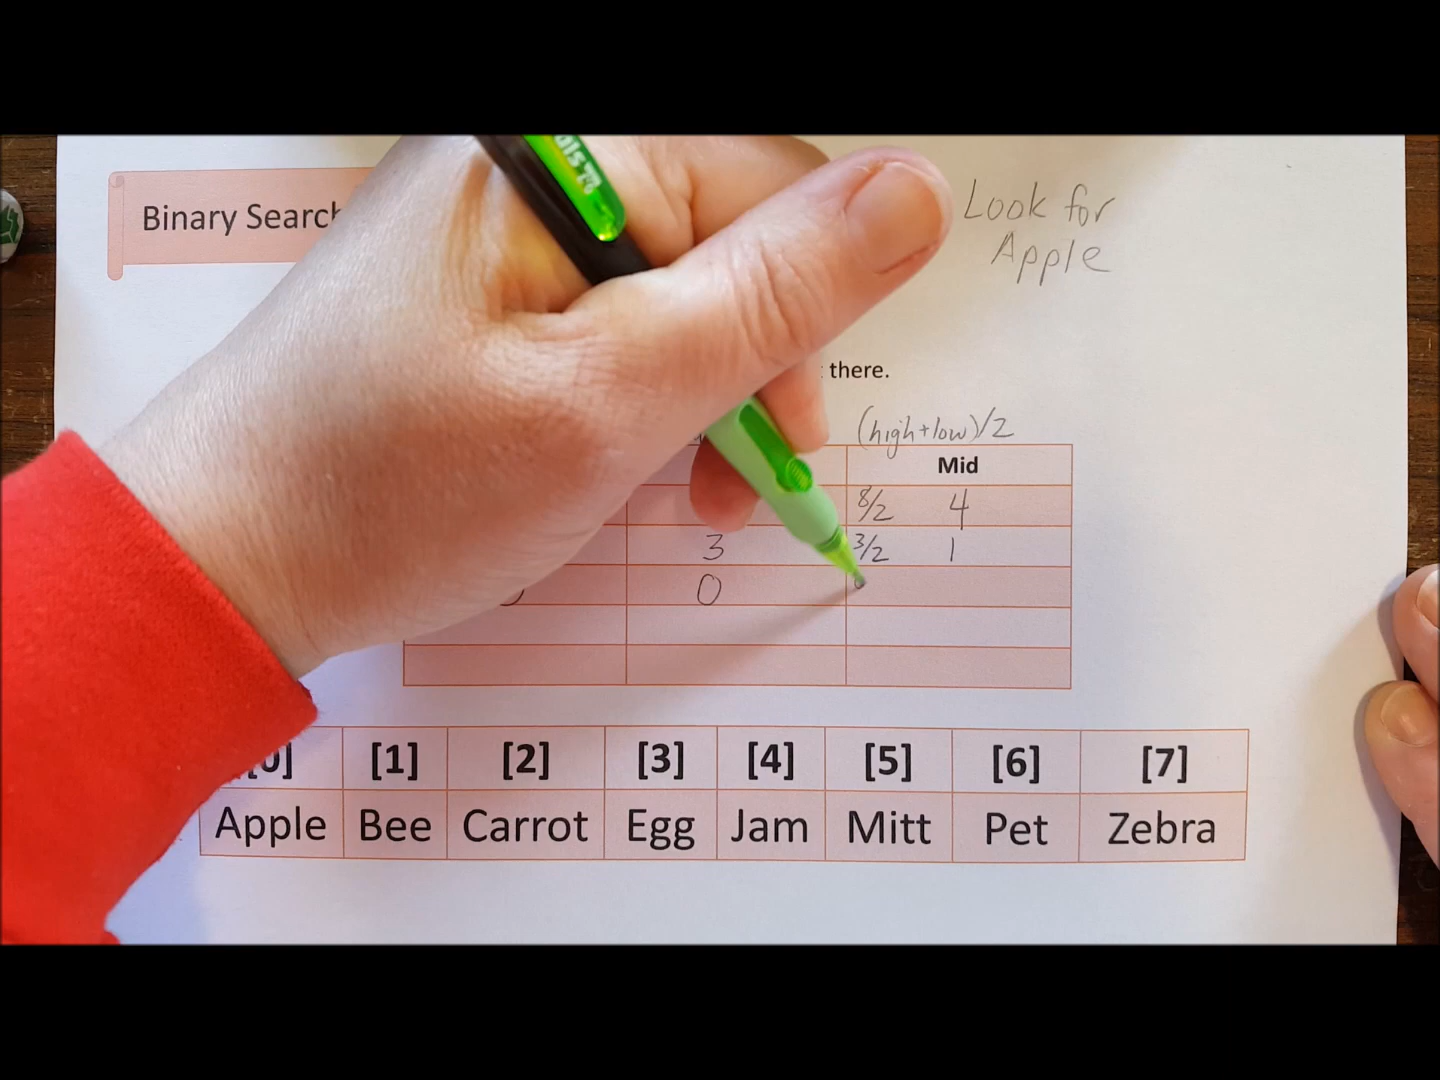 Binary Search
Look for
Apple
there.
(high+low)/2
Mid
8/2 4
3 3/2 1
0
[0] [1] [2] [3] [4] [5] [6] [7]
Apple Bee Carrot Egg Jam Mitt Pet Zebra